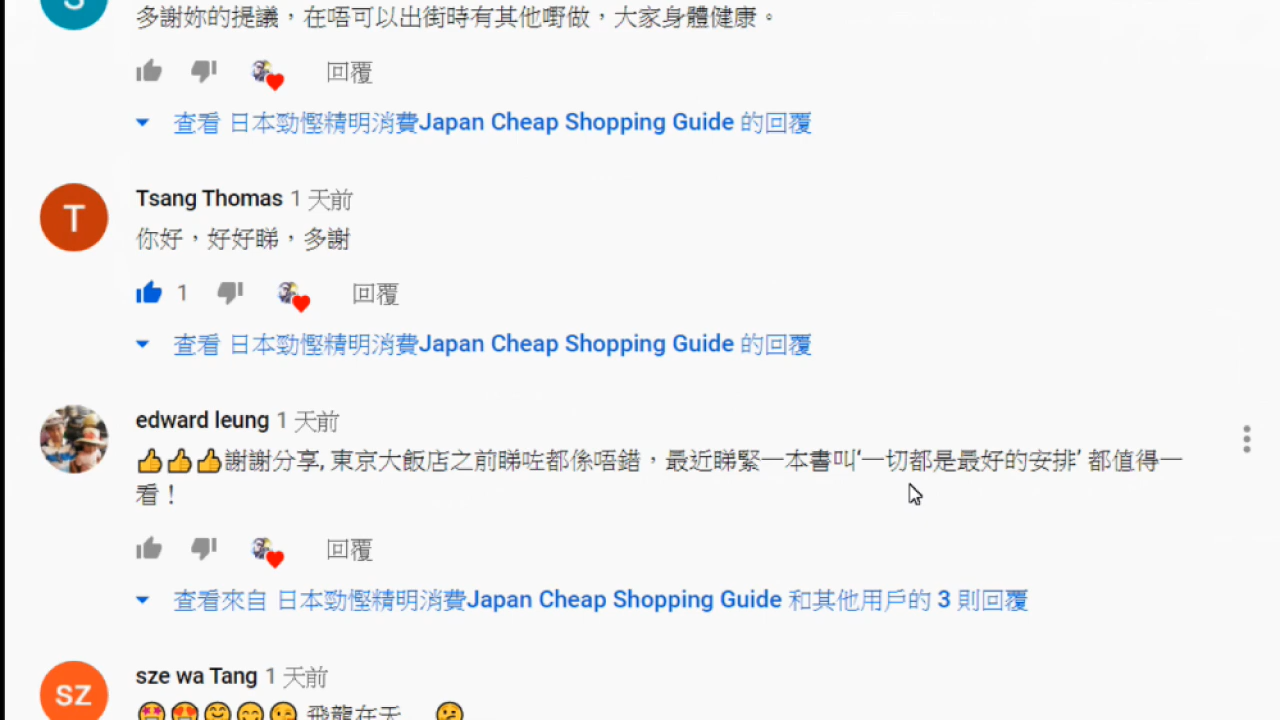 多謝妳的提議，在唔可以出街時有其他嘢做，大家身體健康。
回覆
查看 日本勁慳精明消費Japan Cheap Shopping Guide 的回覆
T
Tsang Thomas 1 天前
你好，好好睇，多謝
1 回覆
查看 日本勁慳精明消費Japan Cheap Shopping Guide 的回覆
edward leung 1 天前
👍👍👍謝謝分享, 東京大飯店之前睇咗都係唔錯，最近睇緊一本書叫‘一切都是最好的安排’ 都值得一
看！
回覆
查看來自 日本勁慳精明消費Japan Cheap Shopping Guide 和其他用戶的 3 則回覆
sze wa Tang 1 天前
SZ
飛龍在天